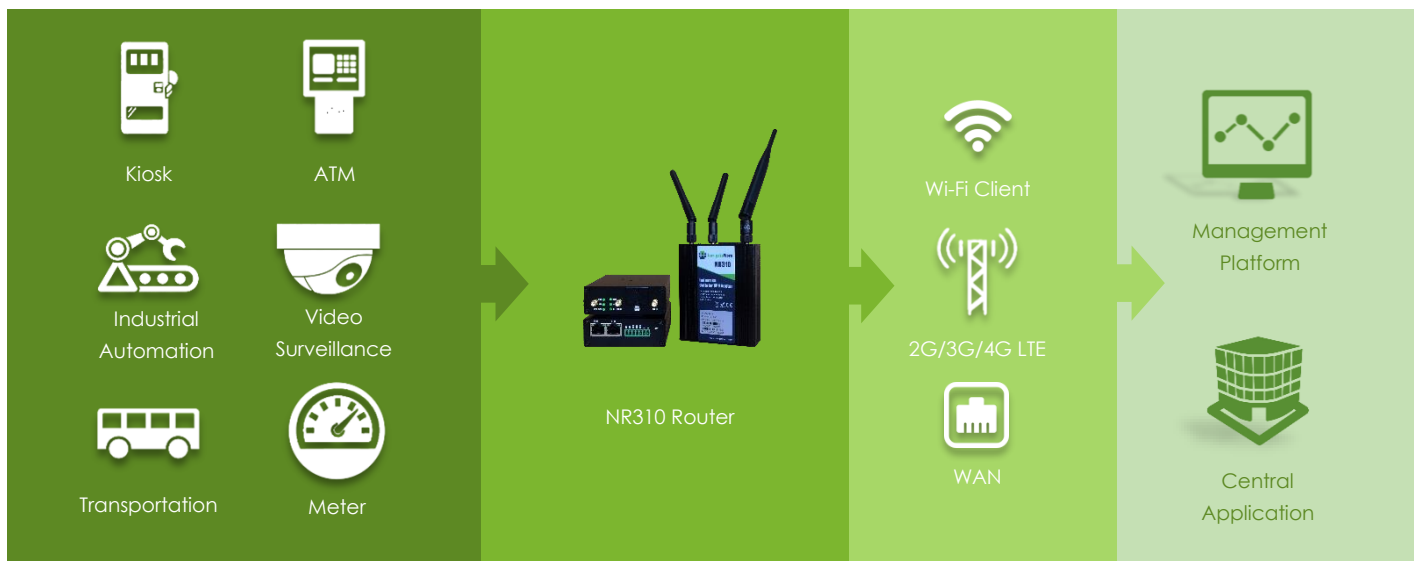 Kiosk
ATM
Industrial
Automation
Video
Surveillance
Transportation
Meter
NR310
NR310 Router
Wi-Fi Client
2G/3G/4G LTE
WAN
Management
Platform
Central
Application